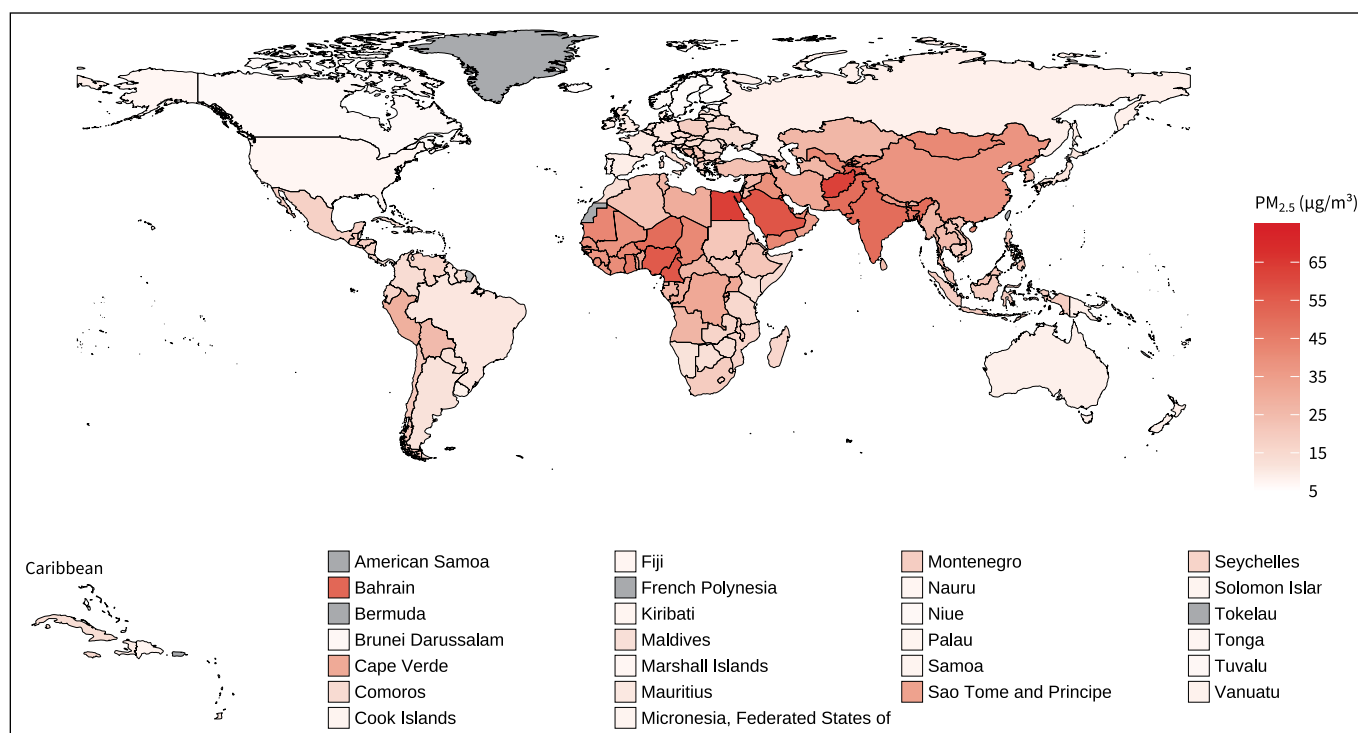 PM2.5 (μg/m³)
65
55
45
35
25
15
5
Caribbean
American Samoa
Bahrain
Bermuda
Brunei Darussalam
Cape Verde
Comoros
Cook Islands
Fiji
French Polynesia
Kiribati
Maldives
Marshall Islands
Mauritius
Micronesia, Federated States of
Montenegro
Nauru
Niue
Palau
Samoa
Sao Tome and Principe
Seychelles
Solomon Islar
Tokelau
Tonga
Tuvalu
Vanuatu